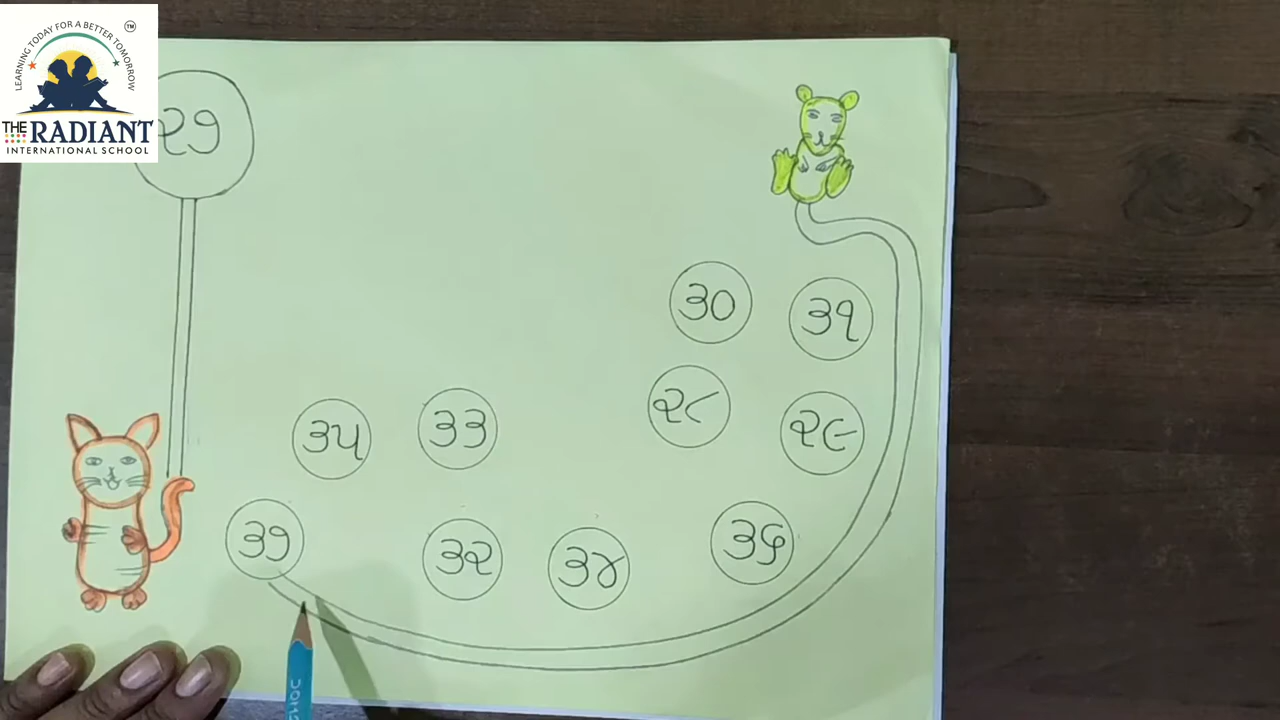 LEARNING TODAY FOR A BETTER TOMORROW
TM
THE RADIANT
INTERNATIONAL SCHOOL
૨૭
૩૦ ૩૧
૨૮ ૨૯
૩૫ ૩૩
૩૭ ૩૨ ૩૪ ૩૬